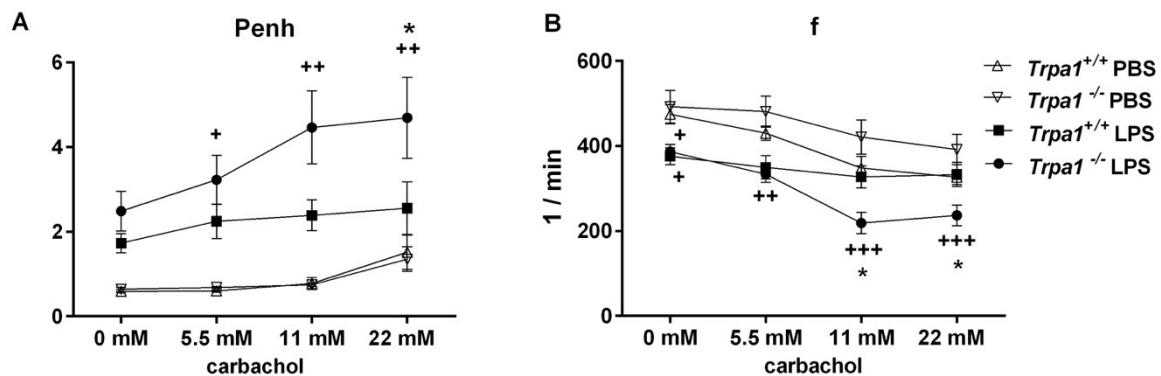 A
Penh
6
4
2
0
+
++
*
++
0 mM
5.5 mM
11 mM
22 mM
carbachol
B
f
1 / min
600
400
200
0
+
+
++
+++
*
+++
*
0 mM
5.5 mM
11 mM
22 mM
carbachol
Trpa1+/+ PBS
Trpa1 -/- PBS
Trpa1+/+ LPS
Trpa1 -/- LPS